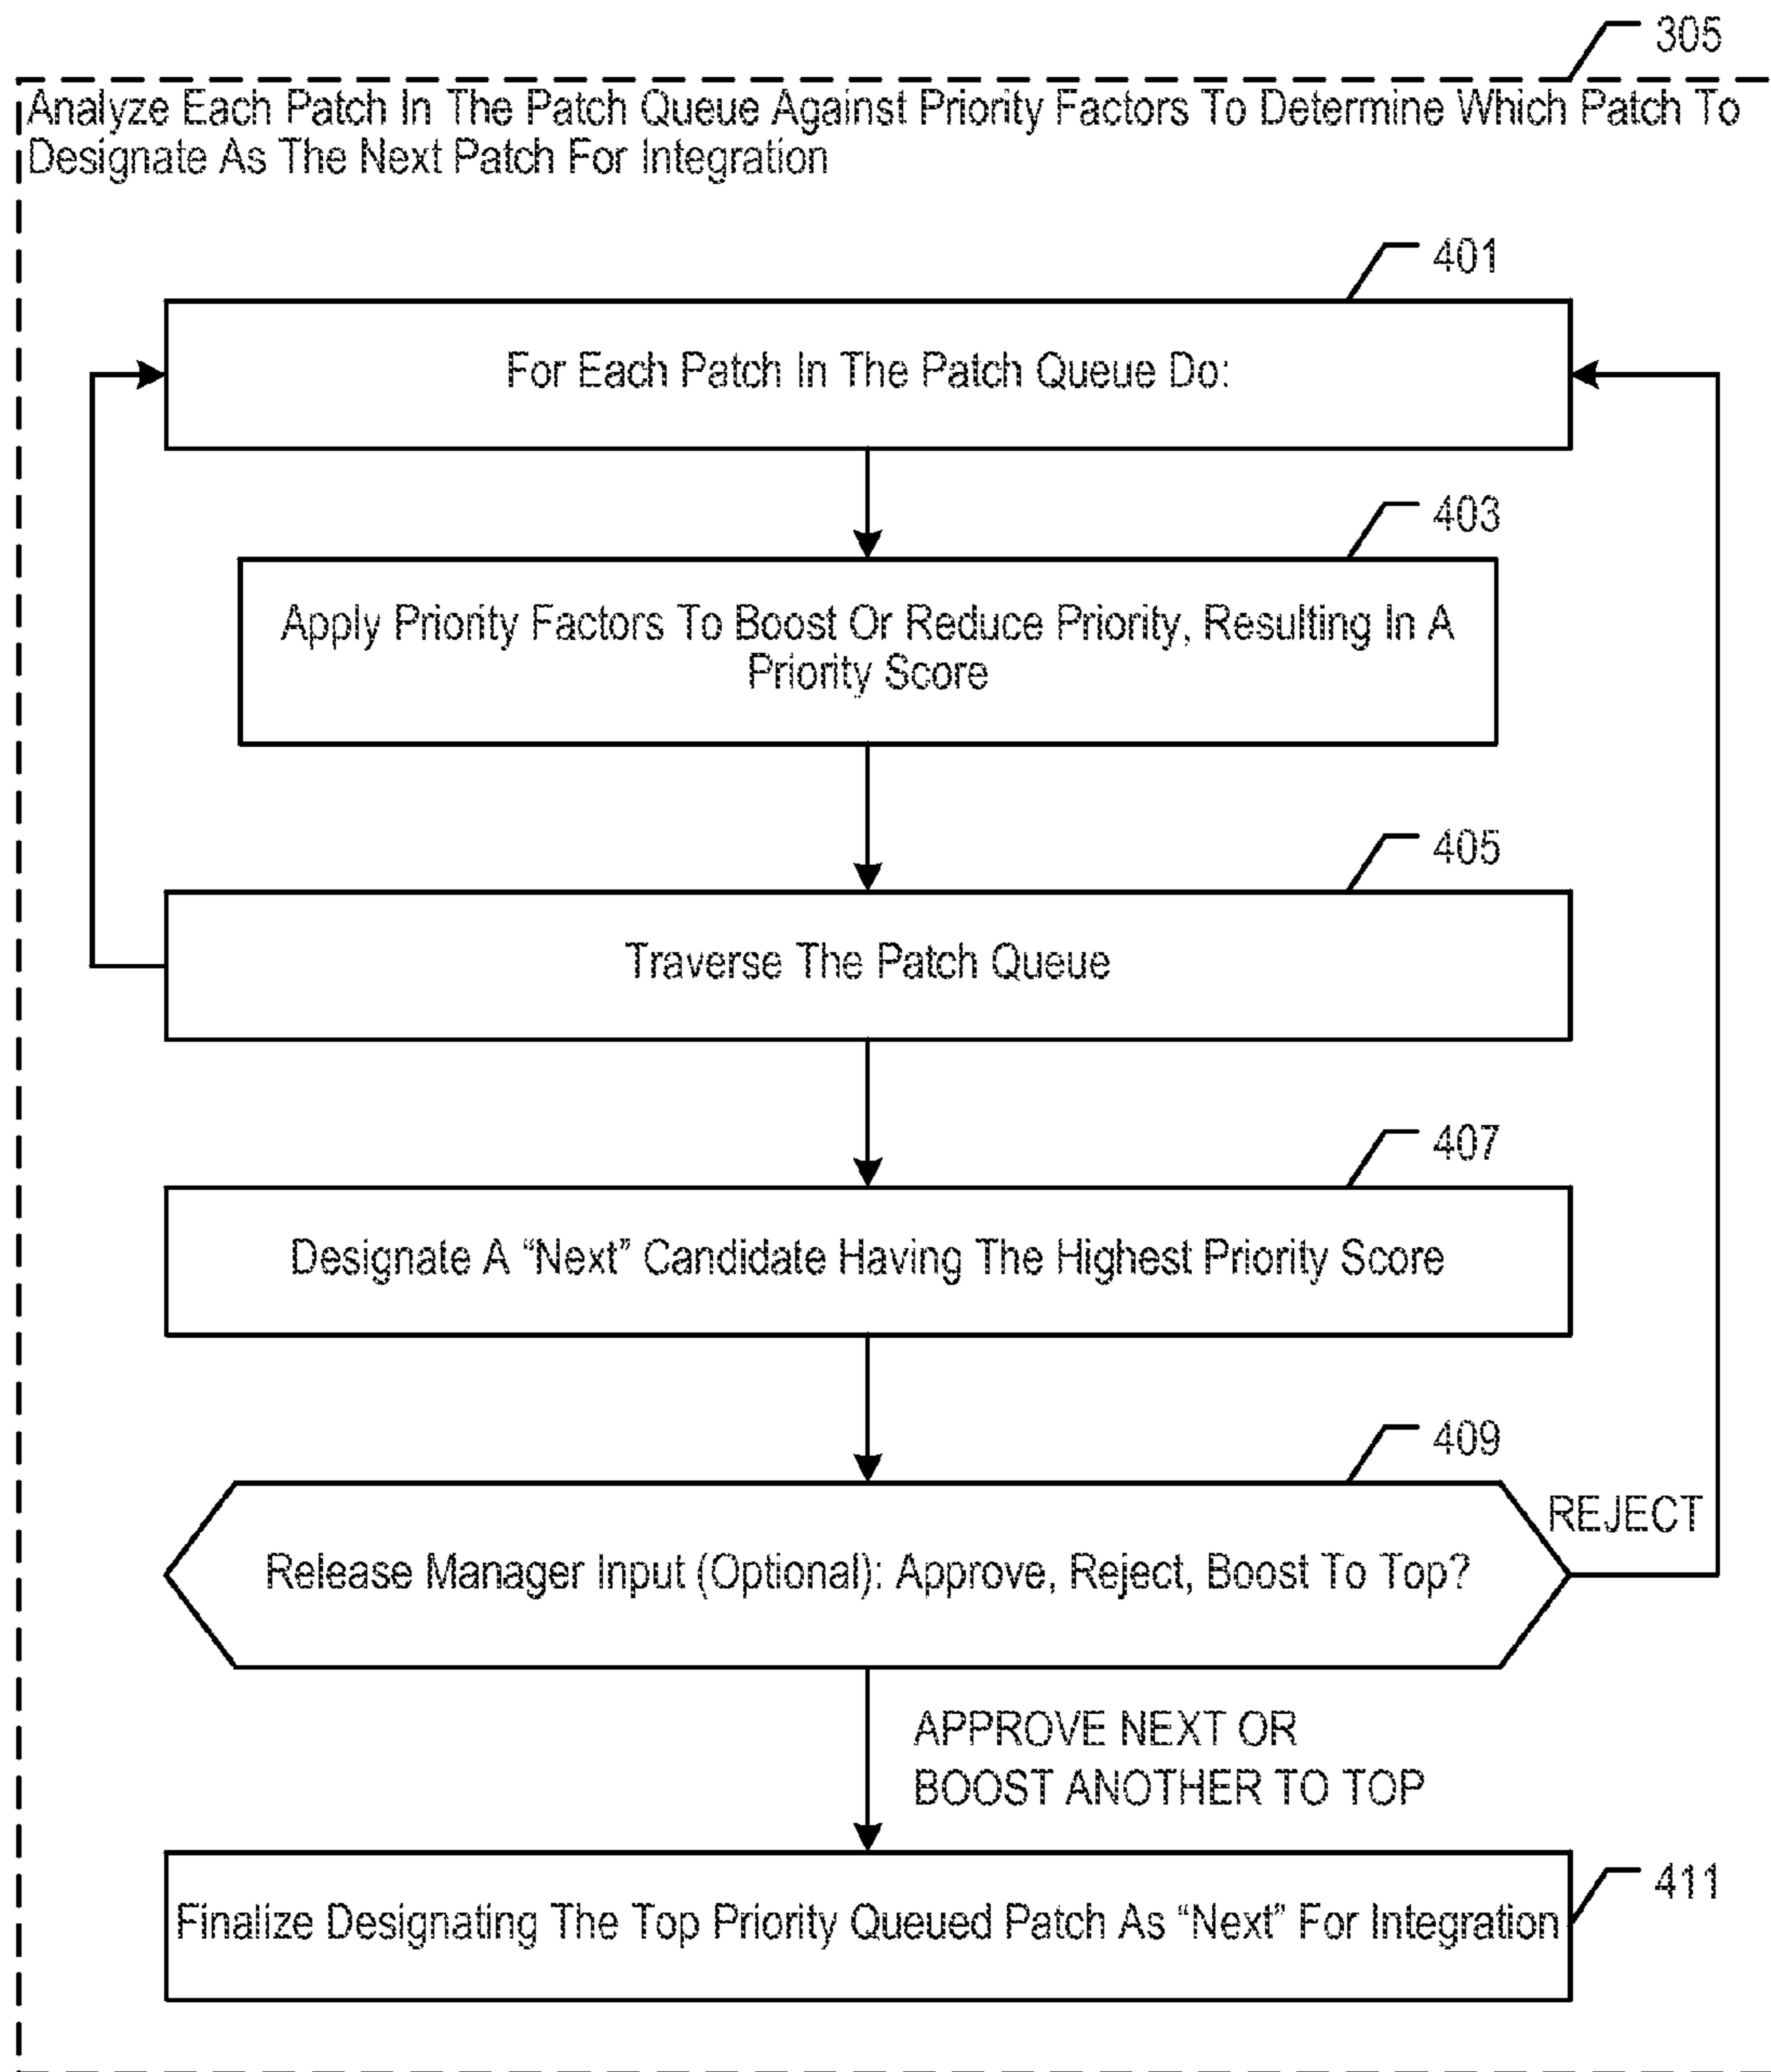 305
Analyze Each Patch In The Patch Queue Against Priority Factors To Determine Which Patch To
Designate As The Next Patch For Integration
401
For Each Patch In The Patch Queue Do:
403
Apply Priority Factors To Boost Or Reduce Priority, Resulting In A
Priority Score
405
Traverse The Patch Queue
407
Designate A “Next” Candidate Having The Highest Priority Score
409
REJECT
Release Manager Input (Optional): Approve, Reject, Boost To Top?
APPROVE NEXT OR
BOOST ANOTHER TO TOP
411
Finalize Designating The Top Priority Queued Patch As “Next” For Integration